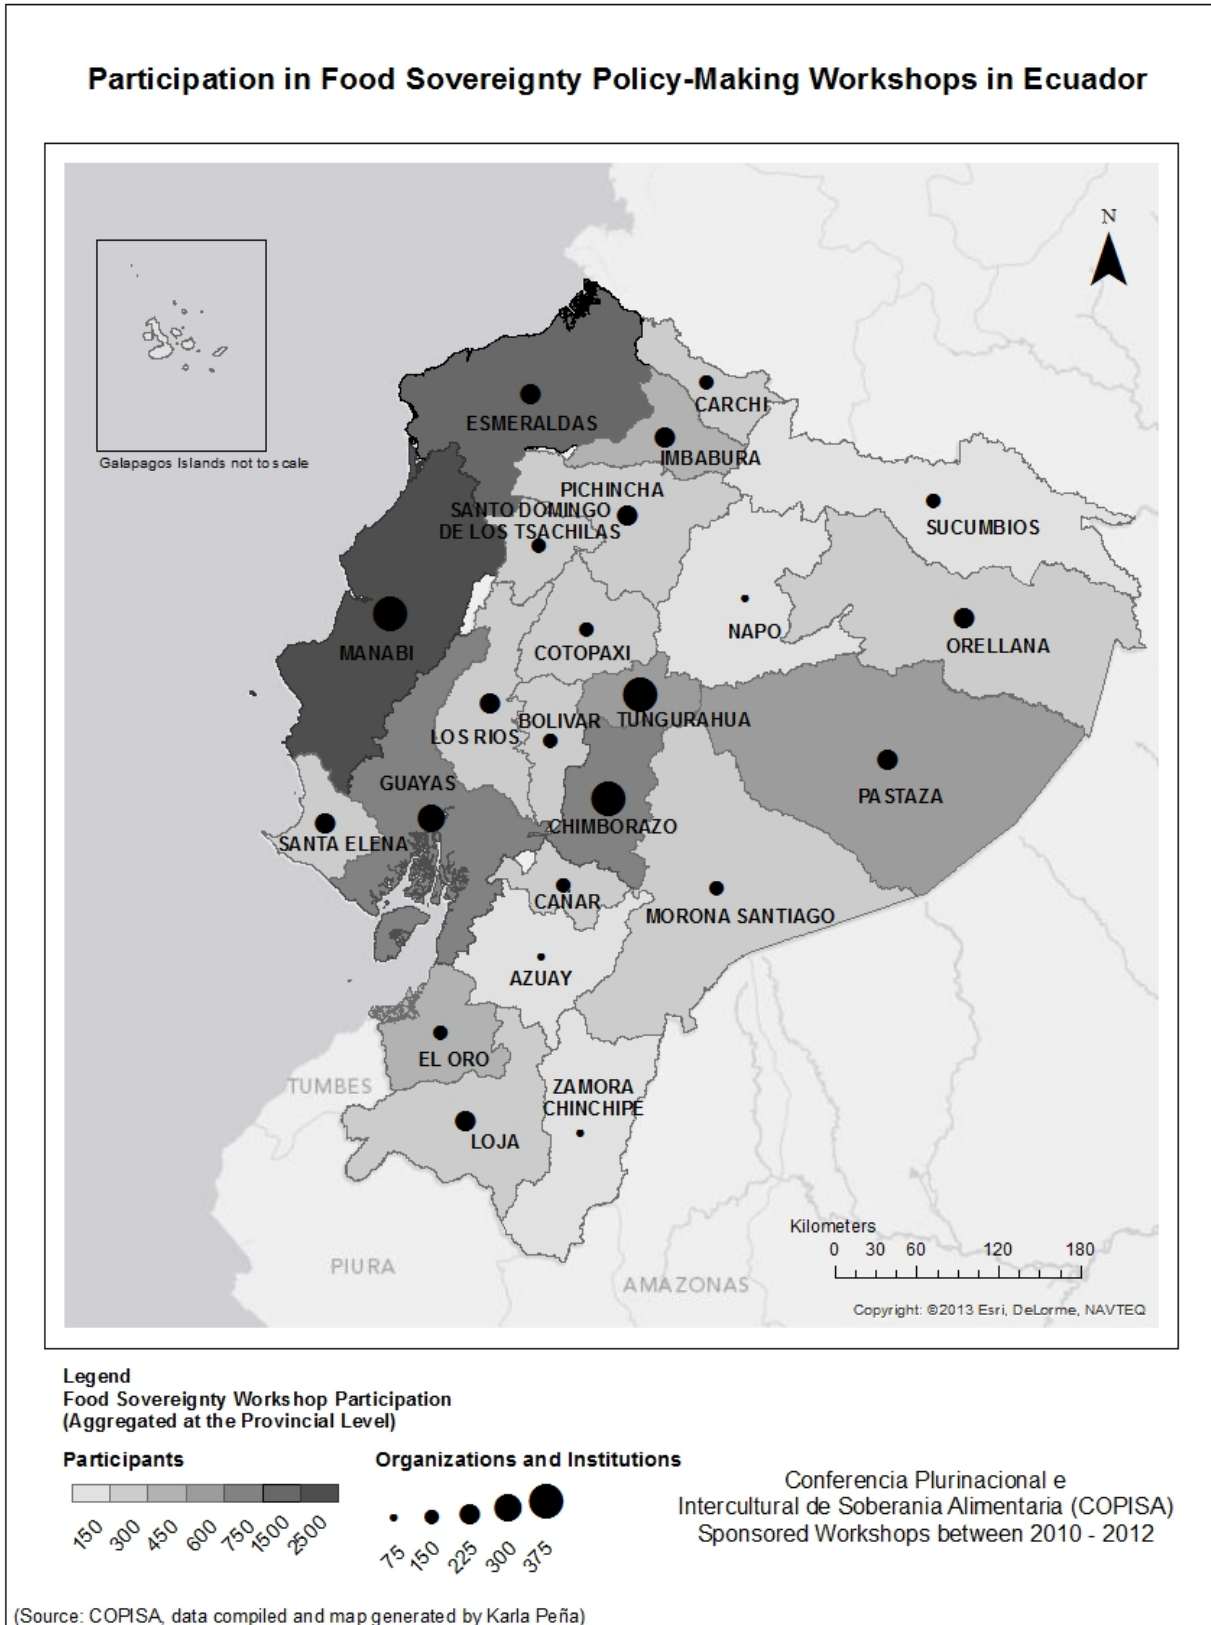 Participation in Food Sovereignty Policy-Making Workshops in Ecuador
N
Galapagos Islands not to scale
ESMERALDAS
CARCHI
IMBABURA
PICHINCHA
SANTO DOMINGO
DE LOS TSACHILAS
SUCUMBIOS
MANABI
COTOPAXI
NAPO
ORELLANA
LOS RIOS
BOLIVAR
TUNGURAHUA
GUAYAS
PASTAZA
SANTA ELENA
CHIMBORAZO
CAÑAR
MORONA SANTIAGO
AZUAY
EL ORO
TUMBES
ZAMORA
CHINCHIPE
LOJA
PIURA
AMAZONAS
Kilometers
0 30 60 120 180
Copyright: ©2013 Esri, DeLorme, NAVTEQ
Legend
Food Sovereignty Workshop Participation
(Aggregated at the Provincial Level)
Participants
150 300 450 600 750 1500 2500
Organizations and Institutions
75 150 225 300 375
Conferencia Plurinacional e
Intercultural de Soberania Alimentaria (COPISA)
Sponsored Workshops between 2010 - 2012
(Source: COPISA, data compiled and map generated by Karla Peña)